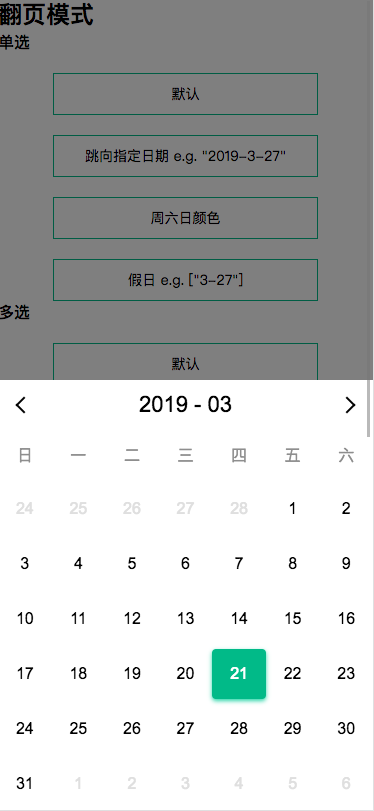 翻页模式
单选
默认
跳向指定日期 e.g. "2019-3-27"
周六日颜色
假日 e.g. ["3-27"]
多选
默认
2019 - 03
日 一 二 三 四 五 六
24 25 26 27 28 1 2
3 4 5 6 7 8 9
10 11 12 13 14 15 16
17 18 19 20 21 22 23
24 25 26 27 28 29 30
31 1 2 3 4 5 6